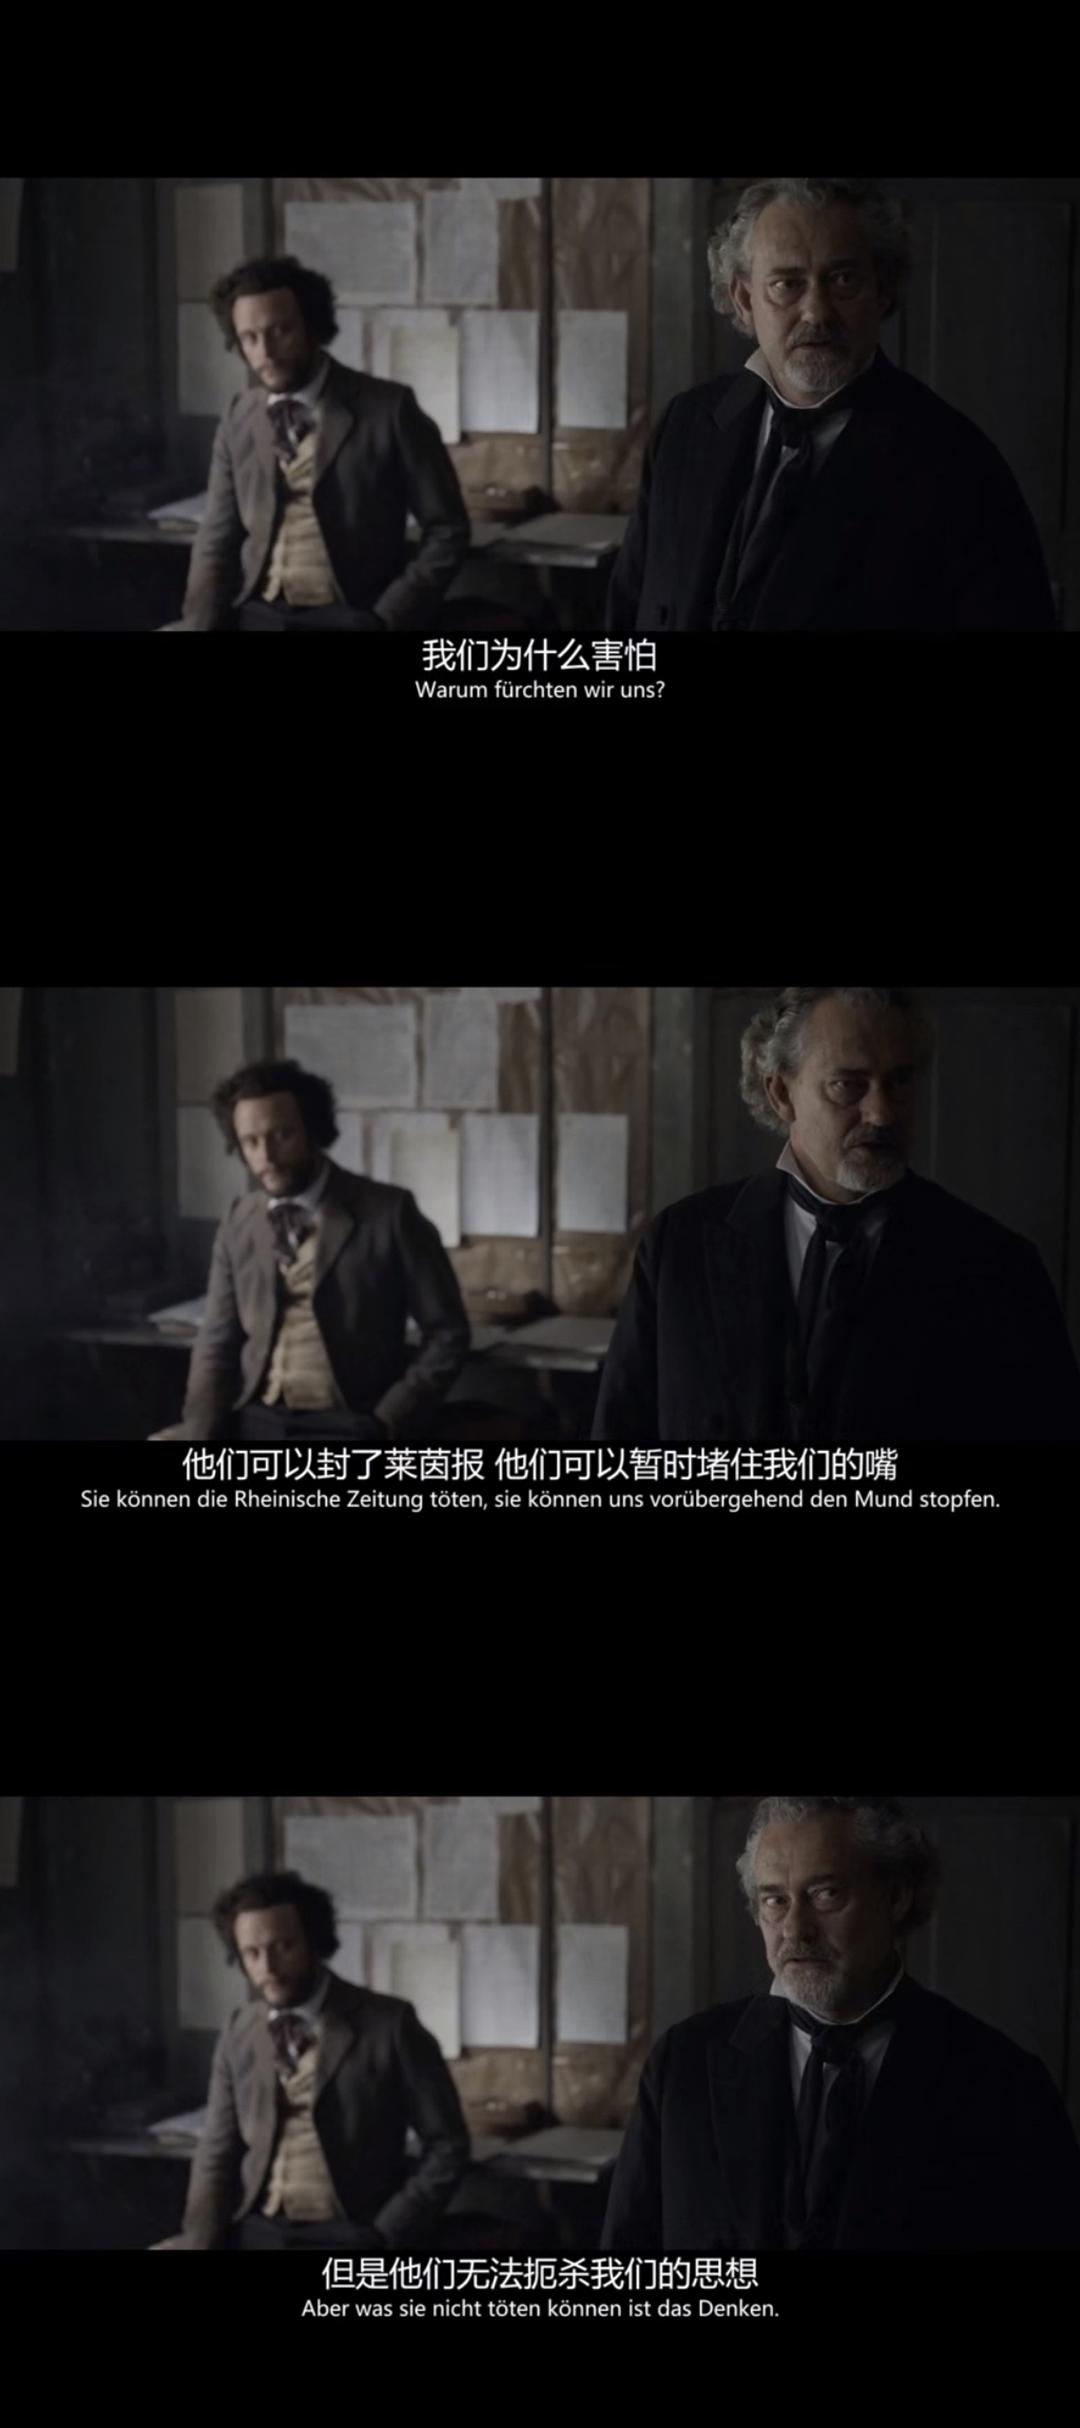 我们为什么害怕
Warum fürchten wir uns?
他们可以封了莱茵报 他们可以暂时堵住我们的嘴
Sie können die Rheinische Zeitung töten, sie können uns vorübergehend den Mund stopfen.
但是他们无法扼杀我们的思想
Aber was sie nicht töten können ist das Denken.